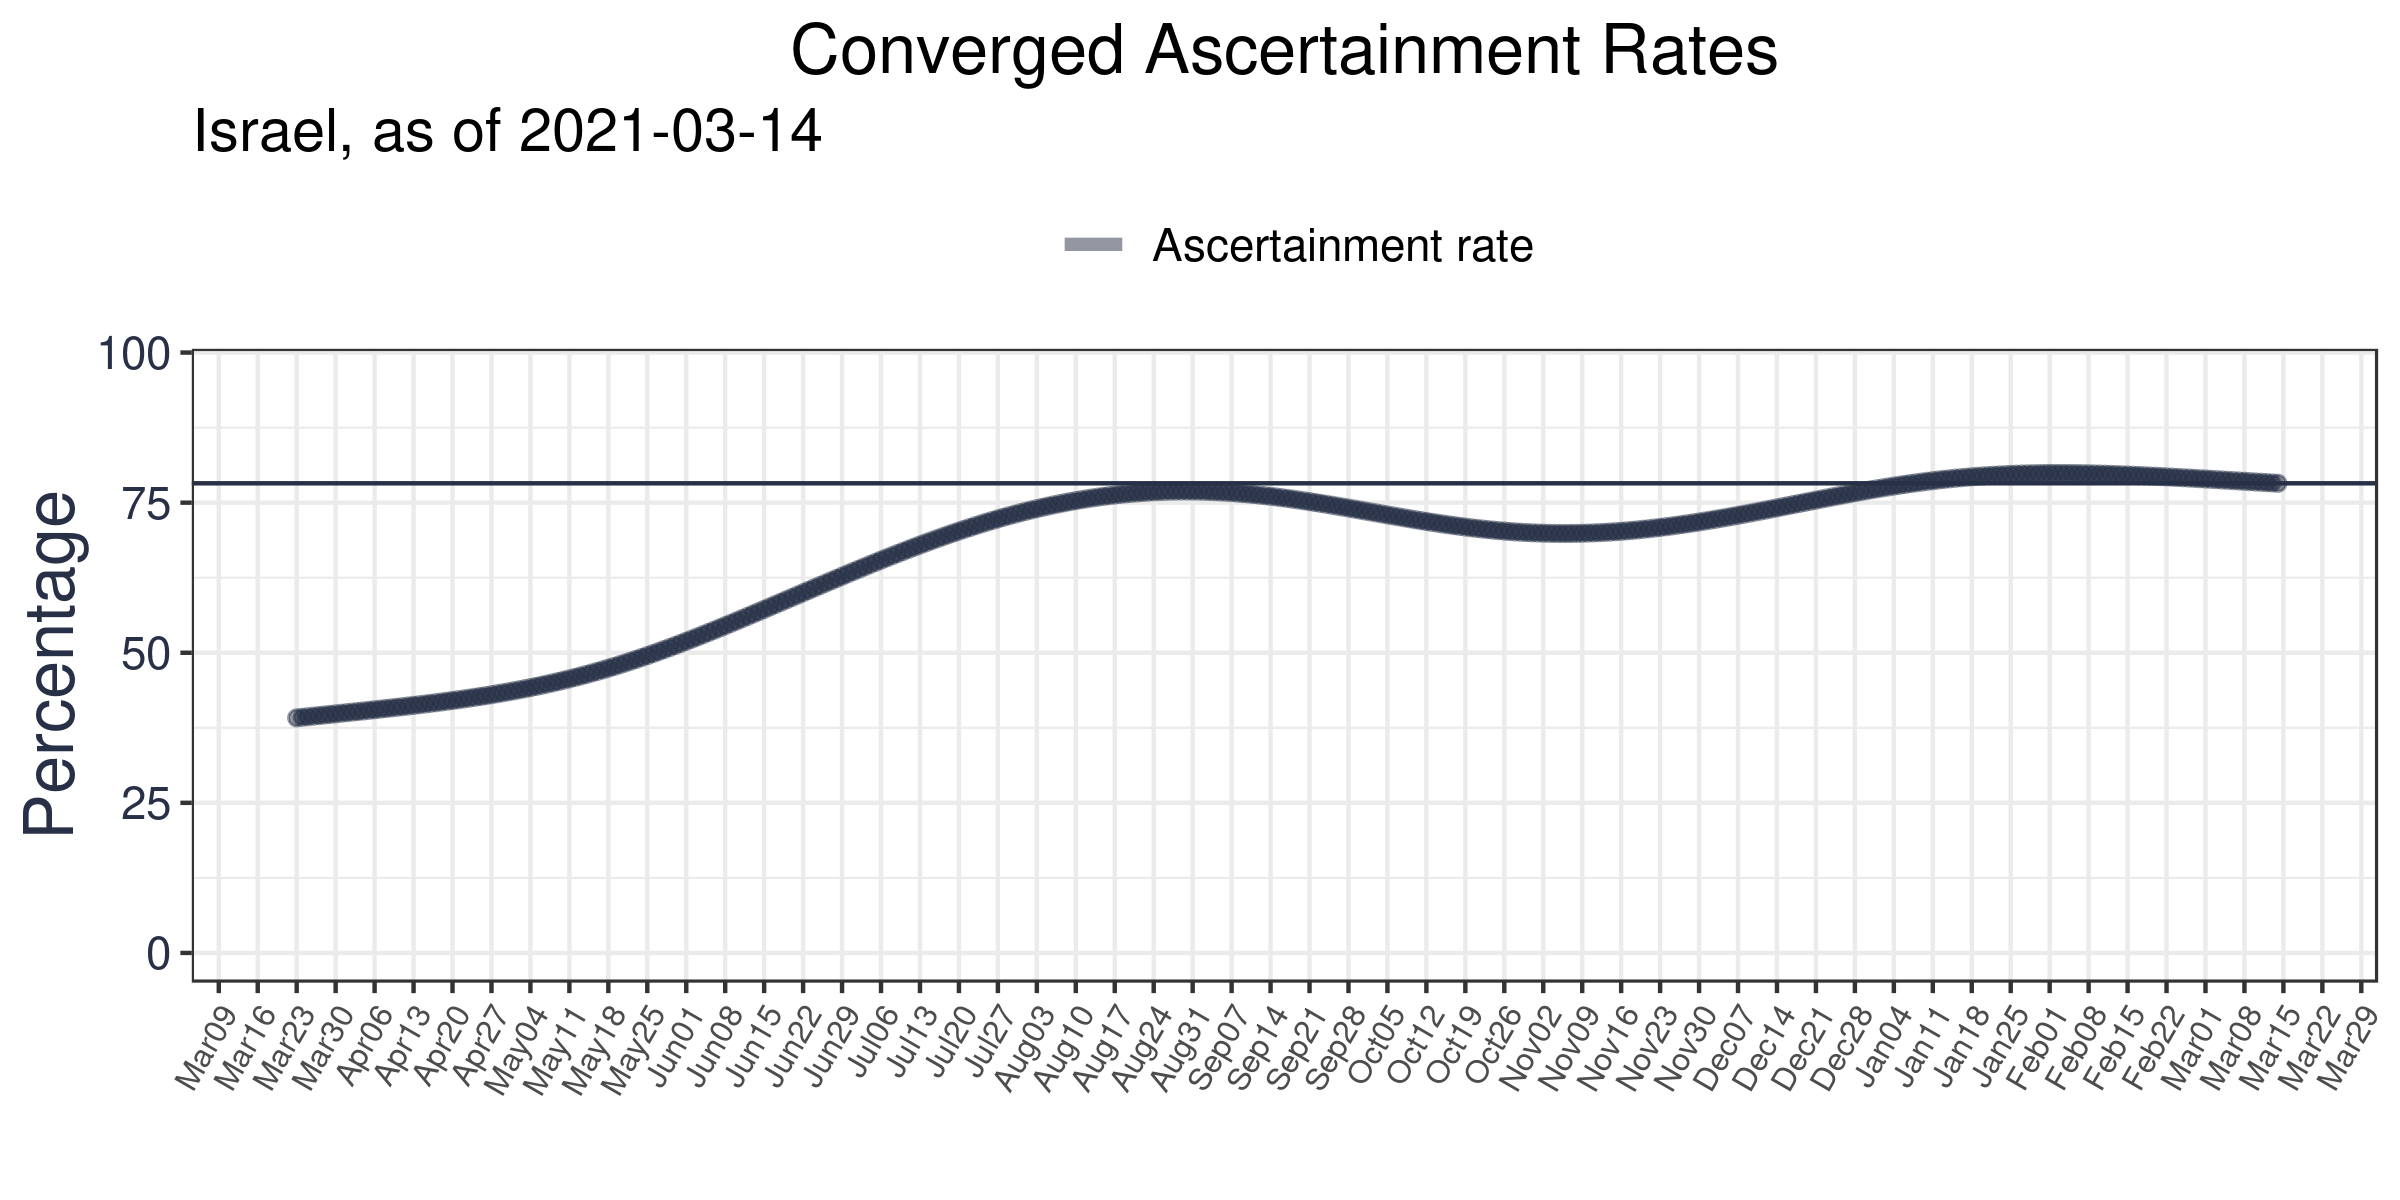 Converged Ascertainment Rates
Israel, as of 2021-03-14
Ascertainment rate
Percentage
100
75
50
25
0
Mar09 Mar16 Mar23 Mar30 Apr06 Apr13 Apr20 Apr27 May04 May11 May18 May25 Jun01 Jun08 Jun15 Jun22 Jun29 Jul06 Jul13 Jul20 Jul27 Aug03 Aug10 Aug17 Aug24 Aug31 Sep07 Sep14 Sep21 Sep28 Oct05 Oct12 Oct19 Oct26 Nov02 Nov09 Nov16 Nov23 Nov30 Dec07 Dec14 Dec21 Dec28 Jan04 Jan11 Jan18 Jan25 Feb01 Feb08 Feb15 Feb22 Mar01 Mar08 Mar15 Mar22 Mar29